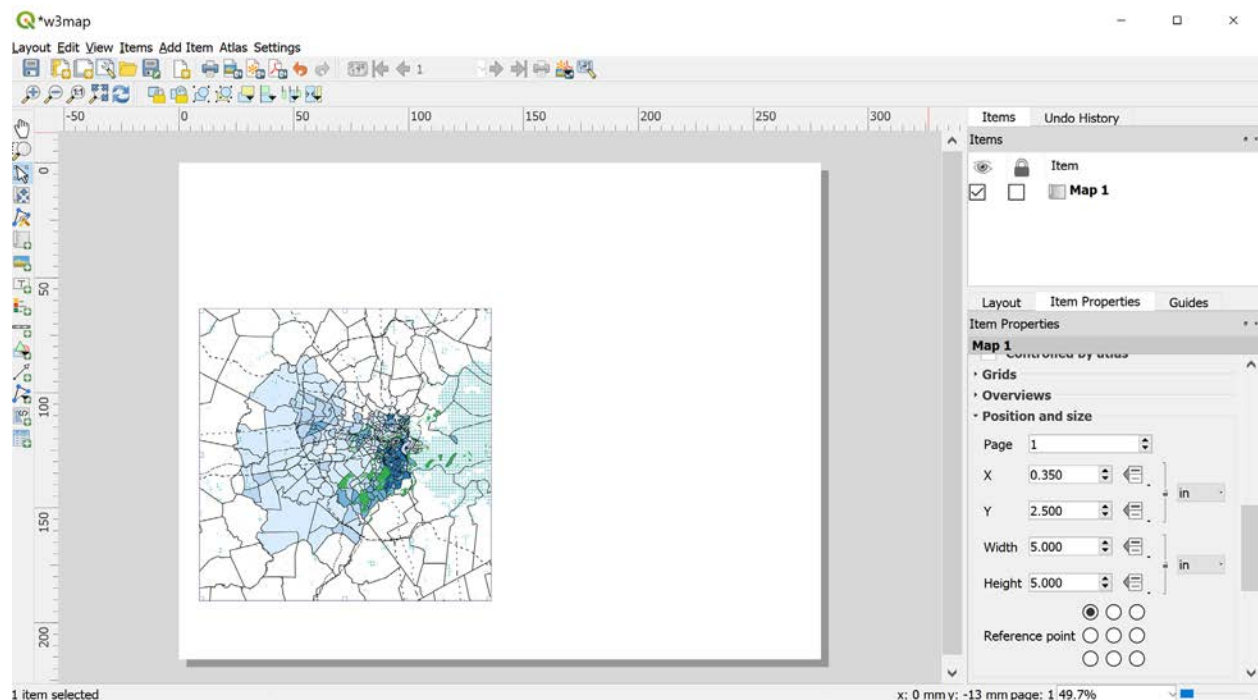 *w3map
Layout Edit View Items Add Item Atlas Settings
1
-50 0 50 100 150 200 250 300
0
50
100
150
200
Items Undo History
Items
Item
Map 1
Layout Item Properties Guides
Item Properties
Map 1
Controlled by atlas
Grids
Overviews
Position and size
Page 1
X 0.350
in
Y 2.500
Width 5.000
in
Height 5.000
Reference point
1 item selected
x: 0 mm y: -13 mm page: 1 49.7%